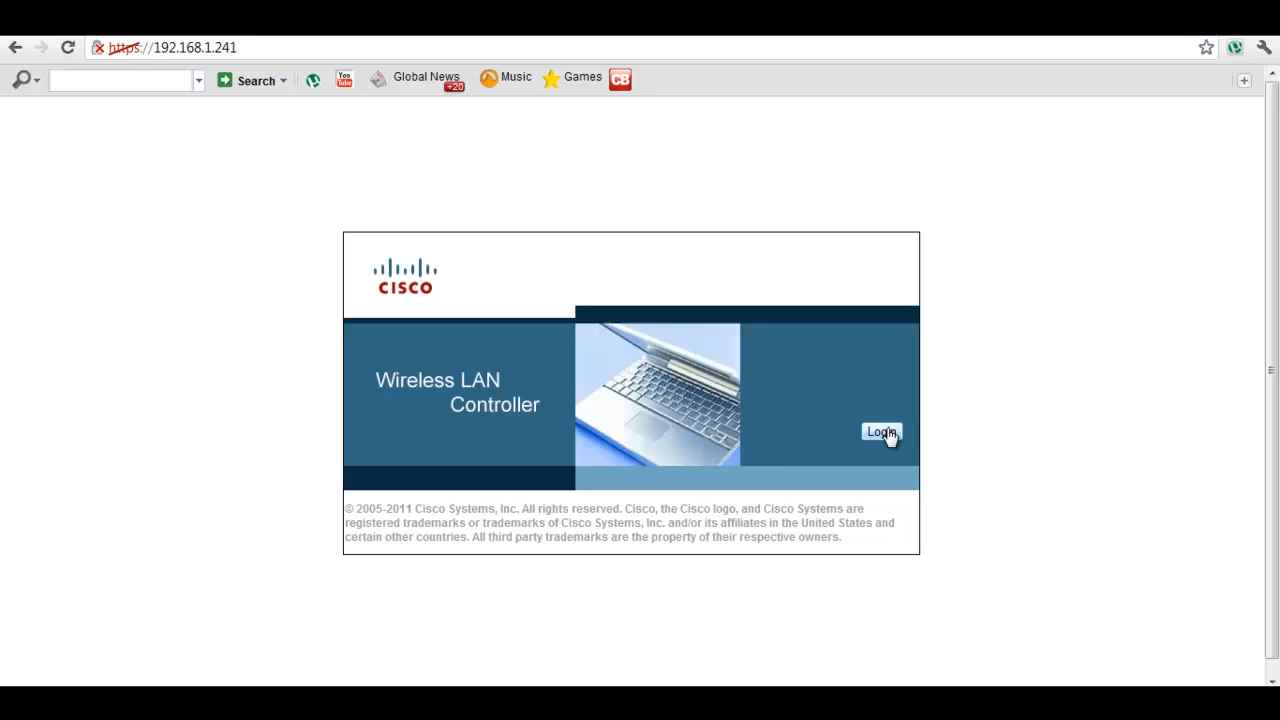 https://192.168.1.241
Search
You
Tube
Global News
+20
Music
Games
CB
CISCO
Wireless LAN
Controller
Login
© 2005-2011 Cisco Systems, Inc. All rights reserved. Cisco, the Cisco logo, and Cisco Systems are
registered trademarks or trademarks of Cisco Systems, Inc. and/or its affiliates in the United States and
certain other countries. All third party trademarks are the property of their respective owners.